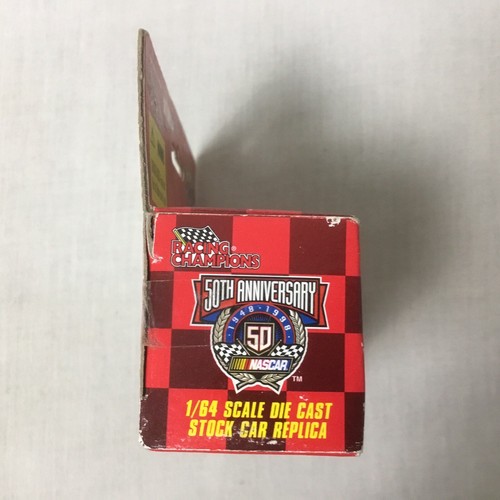 RACING®
CHAMPIONS
50TH ANNIVERSARY
1948 · 1998
50
NASCAR
TM
1/64 SCALE DIE CAST
STOCK CAR REPLICA